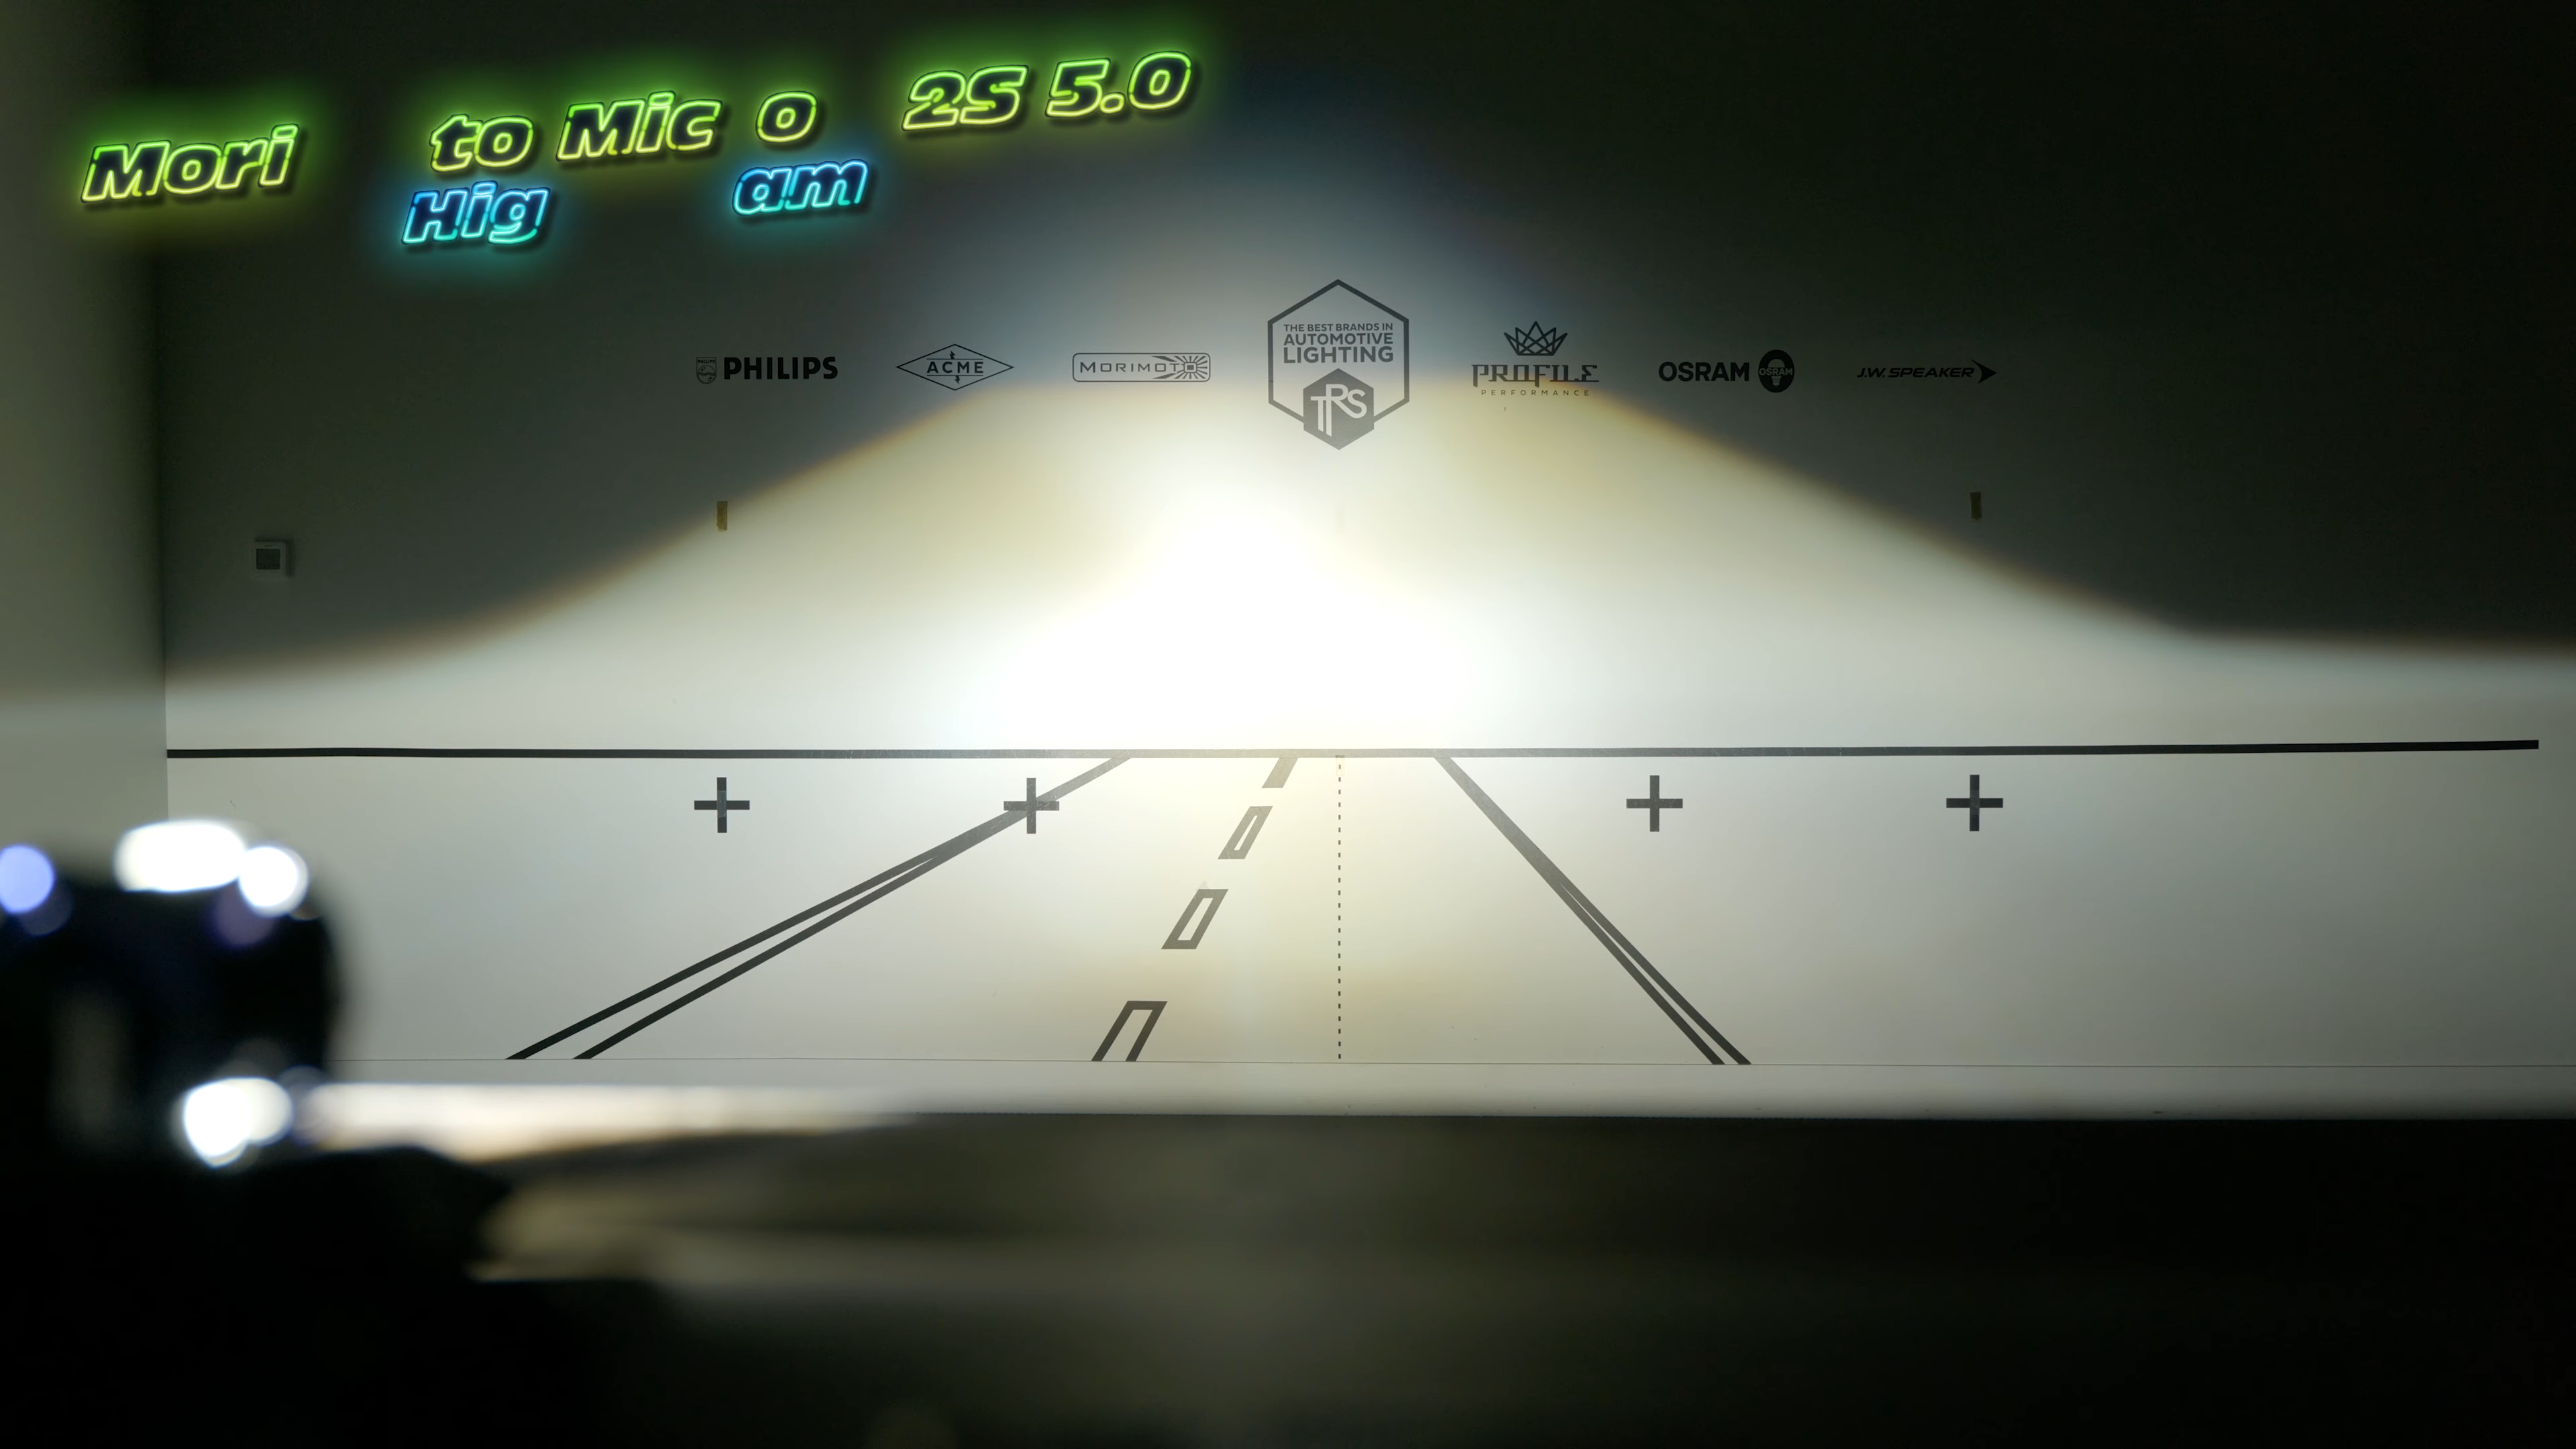 Mori to Mic o 2S 5.0
Hig am
PHILIPS
ACME
MORIMOTO
THE BEST BRANDS IN
AUTOMOTIVE
LIGHTING
TRS
PROFILE
PERFORMANCE
OSRAM
OSRAM
J.W. SPEAKER